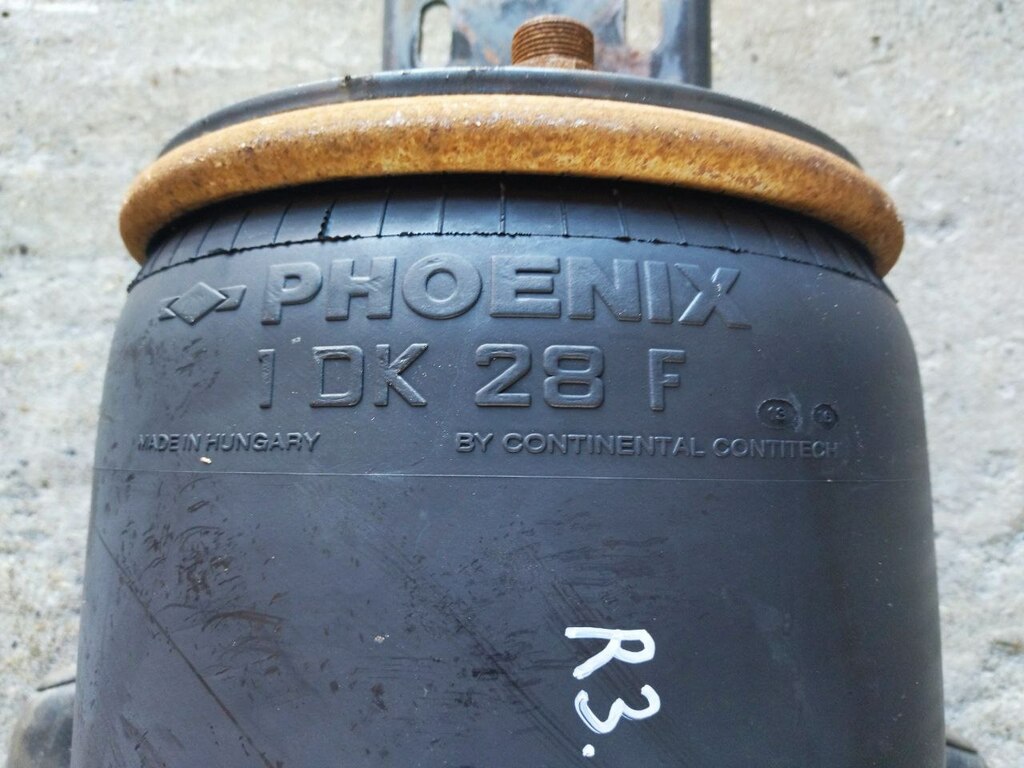 PHOENIX
1 DK 28 F
MADE IN HUNGARY BY CONTINENTAL CONTITECH
R3.